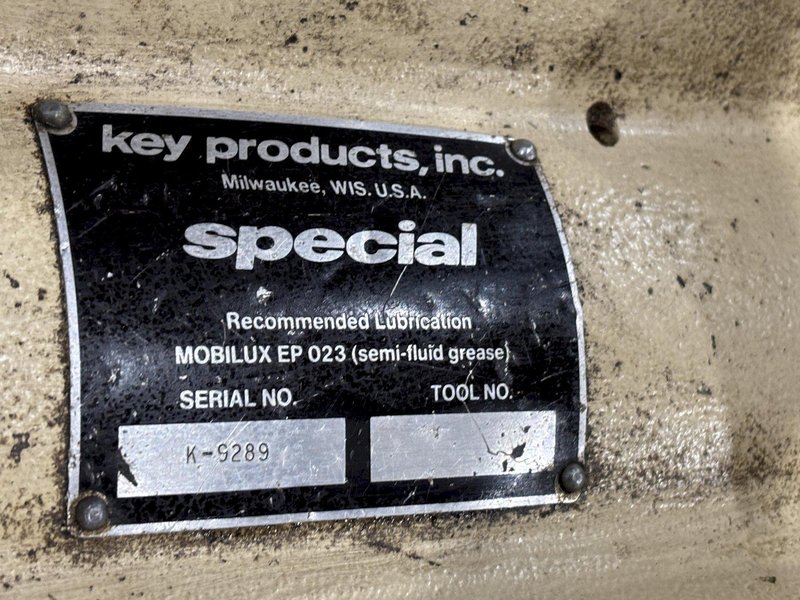 key products, inc.
Milwaukee, WIS. U.S.A.
special
Recommended Lubrication
MOBILUX EP 023 (semi-fluid grease)
SERIAL NO. TOOL NO.
K-9289